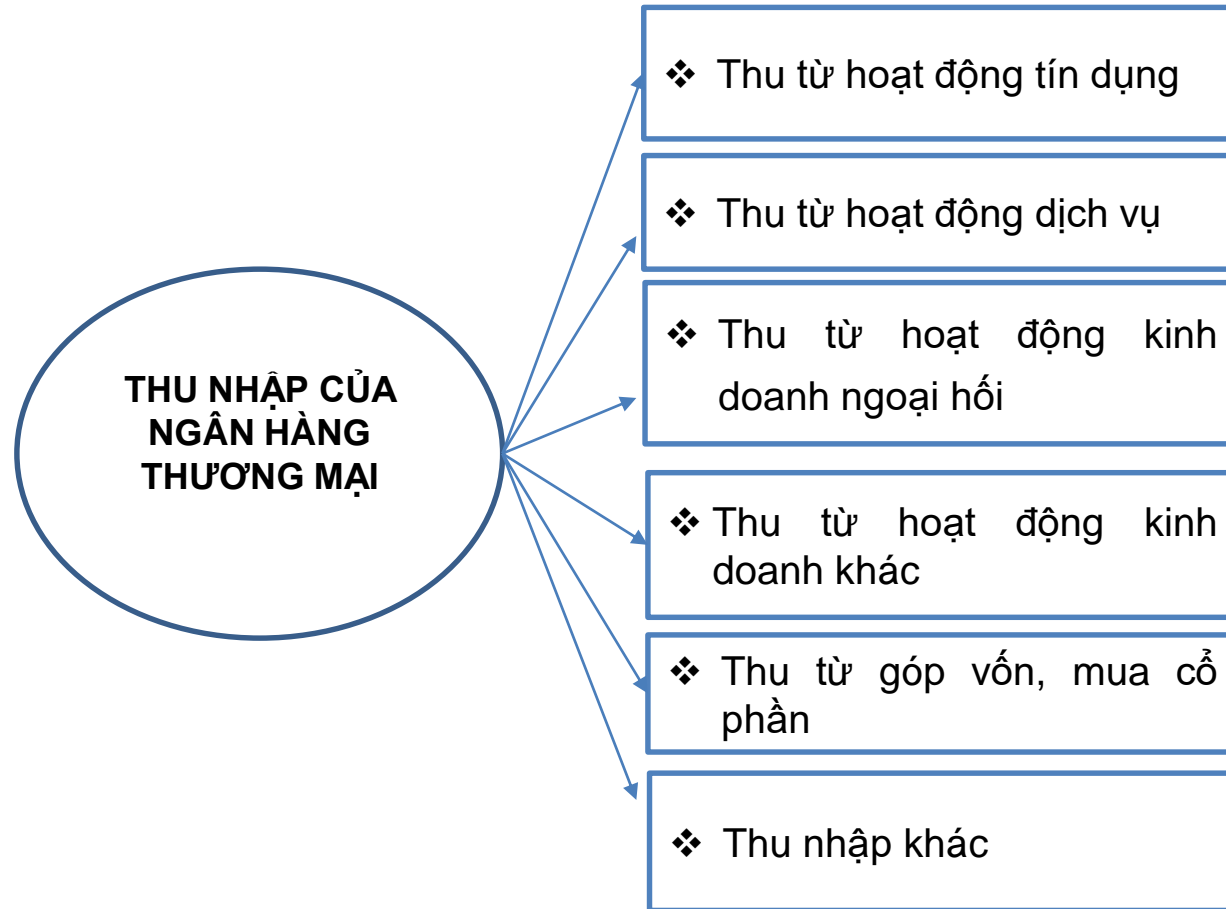 THU NHẬP CỦA
NGÂN HÀNG
THƯƠNG MẠI
❖ Thu từ hoạt động tín dụng
❖ Thu từ hoạt động dịch vụ
❖ Thu từ hoạt động kinh
doanh ngoại hối
❖ Thu từ hoạt động kinh
doanh khác
❖ Thu từ góp vốn, mua cổ
phần
❖ Thu nhập khác